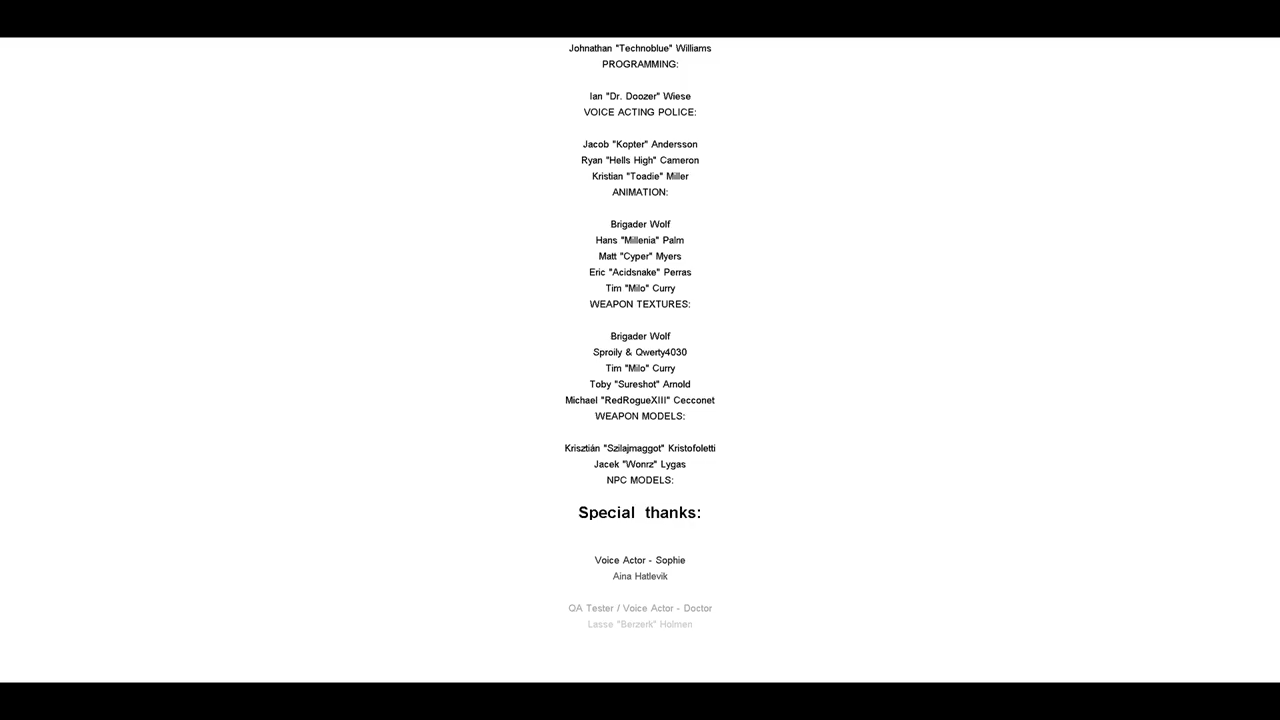 Johnathan "Technoblue" Williams
PROGRAMMING:
Ian "Dr. Doozer" Wiese
VOICE ACTING POLICE:
Jacob "Kopter" Andersson
Ryan "Hells High" Cameron
Kristian "Toadie" Miller
ANIMATION:
Brigader Wolf
Hans "Millenia" Palm
Matt "Cyper" Myers
Eric "Acidsnake" Perras
Tim "Milo" Curry
WEAPON TEXTURES:
Brigader Wolf
Sproily & Qwerty4030
Tim "Milo" Curry
Toby "Sureshot" Arnold
Michael "RedRogueXIII" Cecconet
WEAPON MODELS:
Krisztián "Szilajmaggot" Kristofoletti
Jacek "Wonrz" Lygas
NPC MODELS:
Special thanks:
Voice Actor - Sophie
Aina Hatlevik
QA Tester / Voice Actor - Doctor
Lasse "Berzerk" Holmen